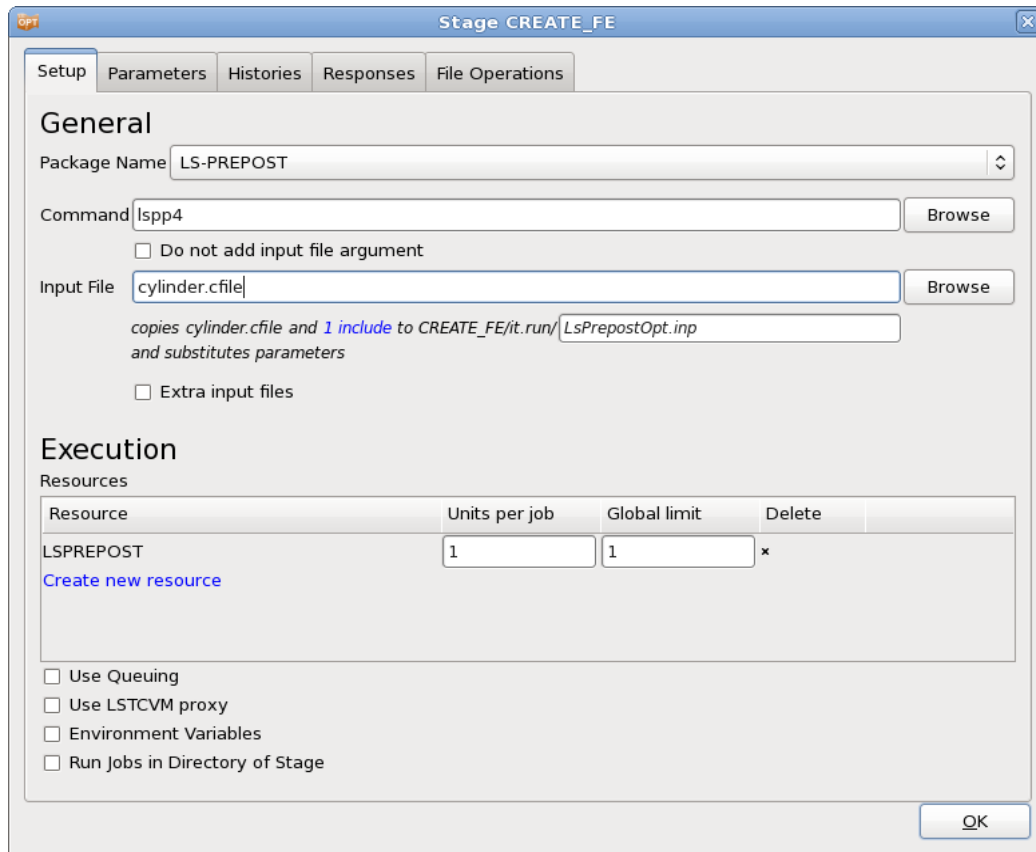 OPT Stage CREATE_FE
Setup Parameters Histories Responses File Operations
General
Package Name LS-PREPOST
Command lspp4 Browse
Do not add input file argument
Input File cylinder.cfile Browse
copies cylinder.cfile and 1 include to CREATE_FE/it.run/ LsPrepostOpt.inp
and substitutes parameters
Extra input files
Execution
Resources
Resource Units per job Global limit Delete
LSPREPOST 1 1 ×
Create new resource
Use Queuing
Use LSTCVM proxy
Environment Variables
Run Jobs in Directory of Stage
OK